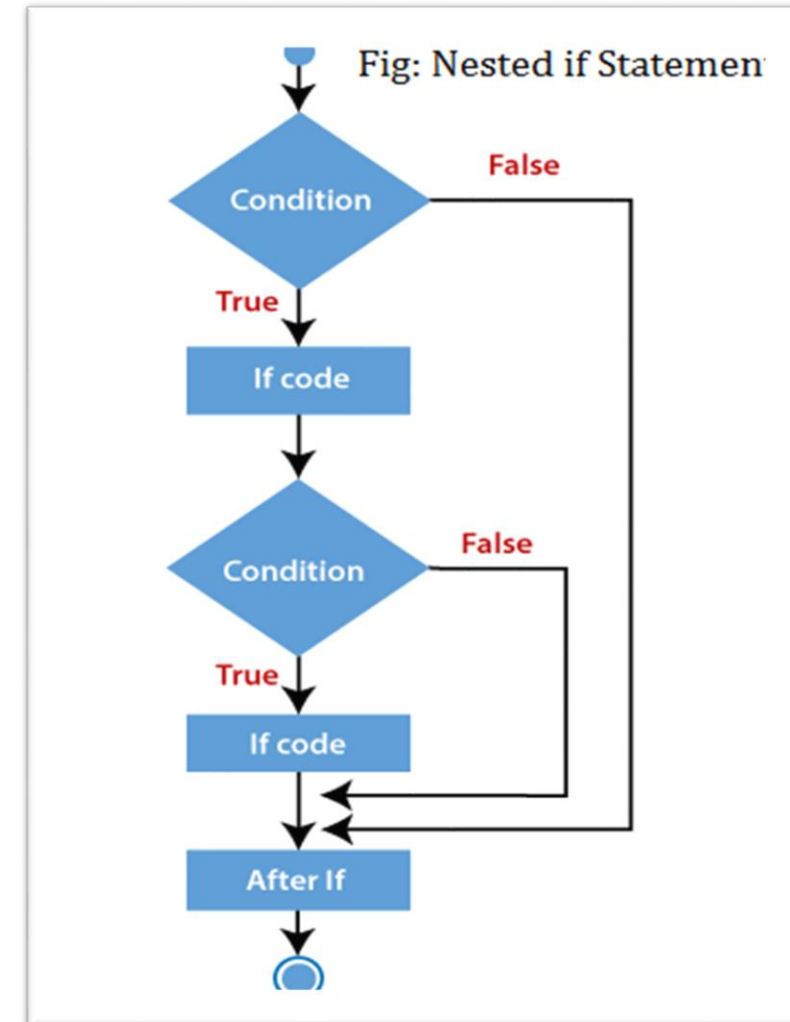 Fig: Nested if Statemen
Condition
False
True
If code
Condition
False
True
If code
After If